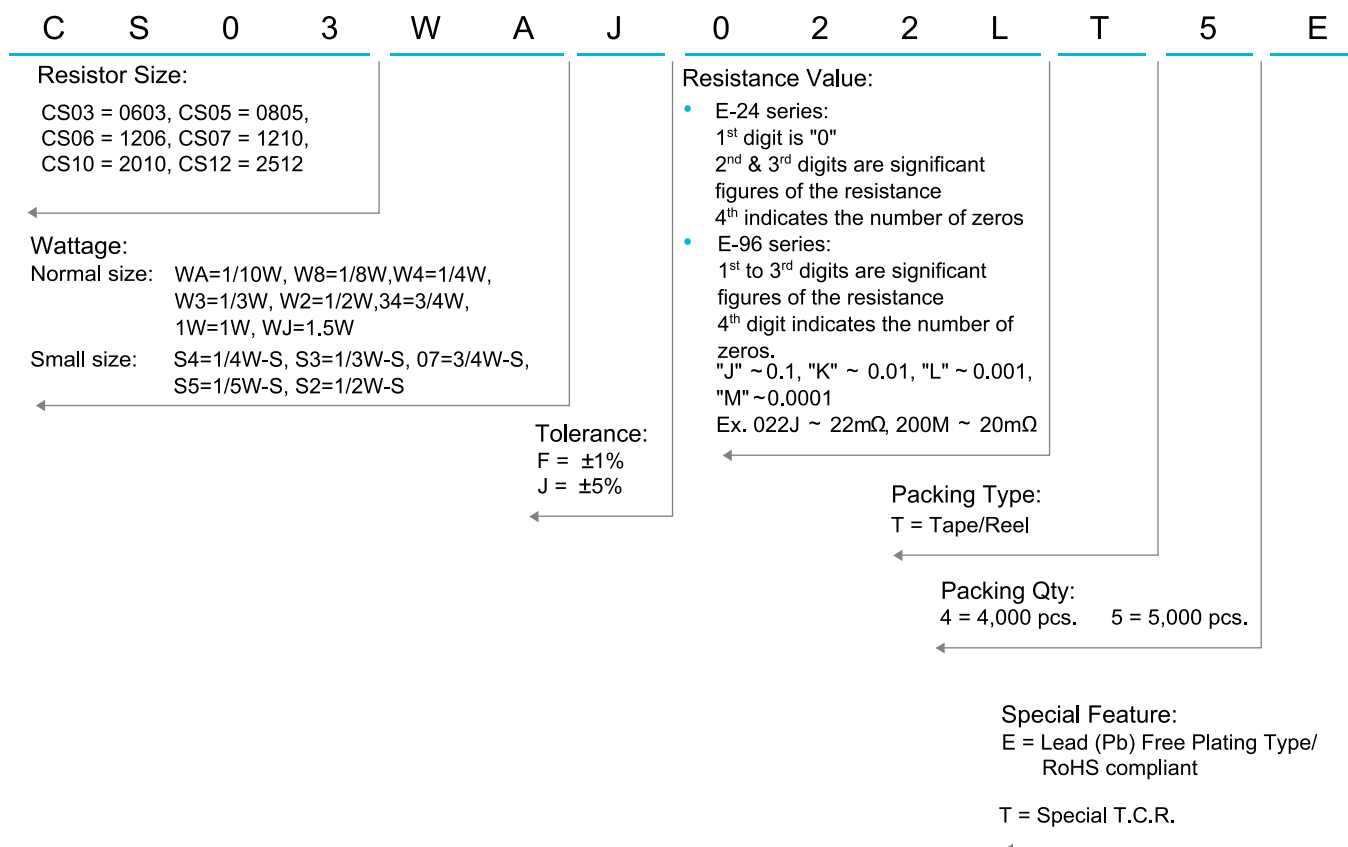 C S 0 3 W A J 0 2 2 L T 5 E
Resistor Size:
CS03 = 0603, CS05 = 0805,
CS06 = 1206, CS07 = 1210,
CS10 = 2010, CS12 = 2512
Wattage:
Normal size: WA=1/10W, W8=1/8W,W4=1/4W,
W3=1/3W, W2=1/2W,34=3/4W,
1W=1W, WJ=1.5W
Small size: S4=1/4W-S, S3=1/3W-S, 07=3/4W-S,
S5=1/5W-S, S2=1/2W-S
Tolerance:
F = ±1%
J = ±5%
Resistance Value:
• E-24 series:
1st digit is "0"
2nd & 3rd digits are significant
figures of the resistance
4th indicates the number of zeros
• E-96 series:
1st to 3rd digits are significant
figures of the resistance
4th digit indicates the number of
zeros.
"J" ~ 0.1, "K" ~ 0.01, "L" ~ 0.001,
"M" ~ 0.0001
Ex. 022J ~ 22mΩ, 200M ~ 20mΩ
Packing Type:
T = Tape/Reel
Packing Qty:
4 = 4,000 pcs. 5 = 5,000 pcs.
Special Feature:
E = Lead (Pb) Free Plating Type/
RoHS compliant
T = Special T.C.R.